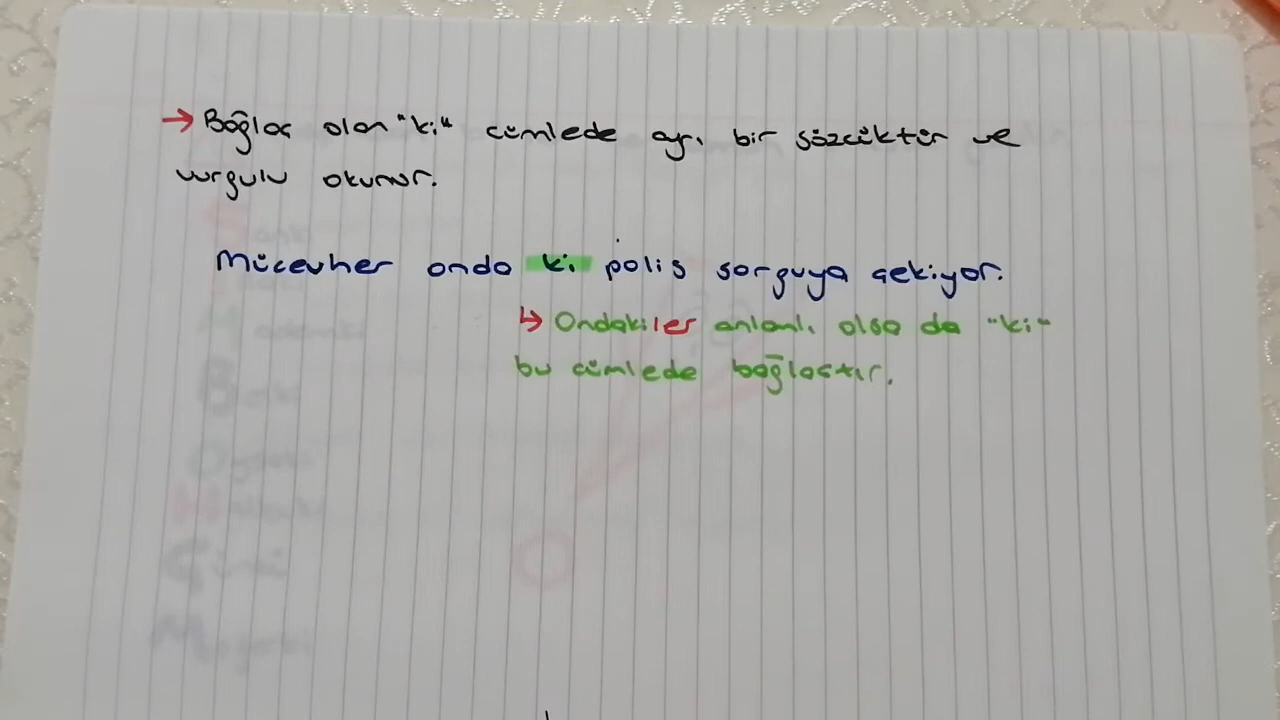 → Bağlaç olan "ki" cümlede ayrı bir sözcüktür ve
vurgulu okunur.
Mücevher onda ki polis sorguya çekiyor.
↳ Ondakiler anlamlı olsa da "ki"
bu cümlede bağlaçtır.